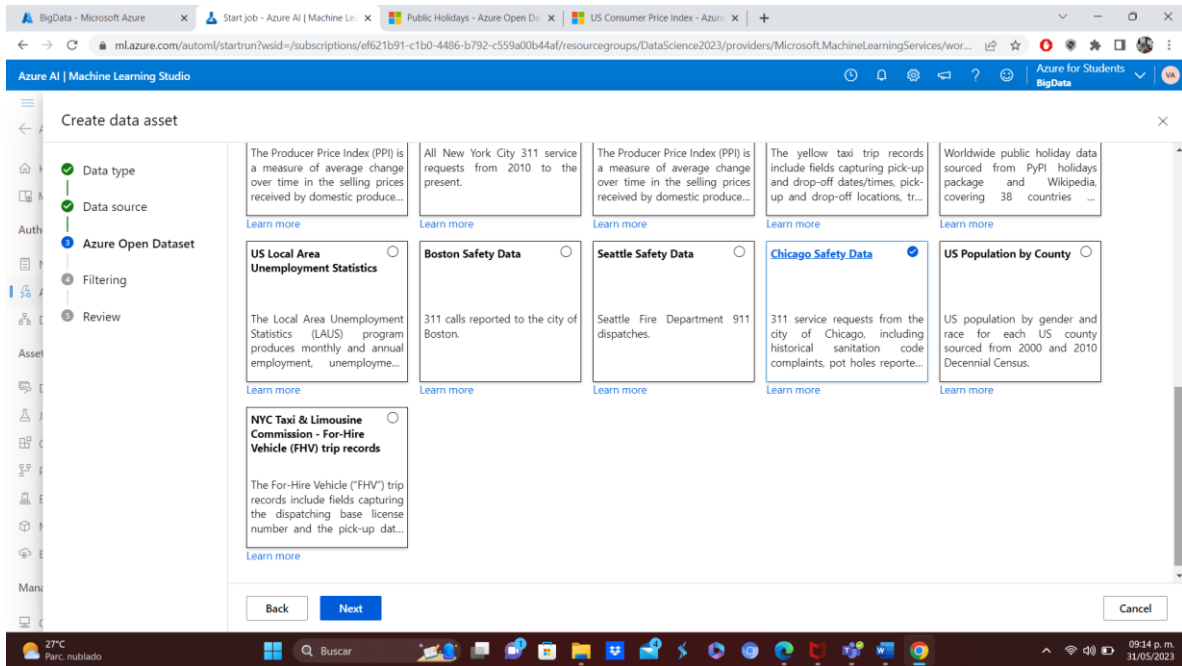 BigData - Microsoft Azure
Start job - Azure AI | Machine Le
Public Holidays - Azure Open Da
US Consumer Price Index - Azure
ml.azure.com/automl/startrun?wsid=/subscriptions/ef621b91-c1b0-4486-b792-c559a00b44af/resourcegroups/DataScience2023/providers/Microsoft.MachineLearningServices/wor...
Azure AI | Machine Learning Studio
Azure for Students
BigData
VA
Create data asset
Auth
Asset
Mana
Data type
Data source
3 Azure Open Dataset
4 Filtering
5 Review
The Producer Price Index (PPI) is
a measure of average change
over time in the selling prices
received by domestic produce...
Learn more
All New York City 311 service
requests from 2010 to the
present.
Learn more
The Producer Price Index (PPI) is
a measure of average change
over time in the selling prices
received by domestic produce...
Learn more
The yellow taxi trip records
include fields capturing pick-up
and drop-off dates/times, pick-
up and drop-off locations, tr...
Learn more
Worldwide public holiday data
sourced from PyPI holidays
package and Wikipedia,
covering 38 countries ...
Learn more
US Local Area
Unemployment Statistics
The Local Area Unemployment
Statistics (LAUS) program
produces monthly and annual
employment, unemployme...
Learn more
Boston Safety Data
311 calls reported to the city of
Boston.
Learn more
Seattle Safety Data
Seattle Fire Department 911
dispatches.
Learn more
Chicago Safety Data
311 service requests from the
city of Chicago, including
historical sanitation code
complaints, pot holes reporte...
Learn more
US Population by County
US population by gender and
race for each US county
sourced from 2000 and 2010
Decennial Census.
Learn more
NYC Taxi & Limousine
Commission - For-Hire
Vehicle (FHV) trip records
The For-Hire Vehicle ("FHV") trip
records include fields capturing
the dispatching base license
number and the pick-up dat...
Learn more
Back
Next
Cancel
27°C
Parc. nublado
Buscar
09:14 p. m.
31/05/2023